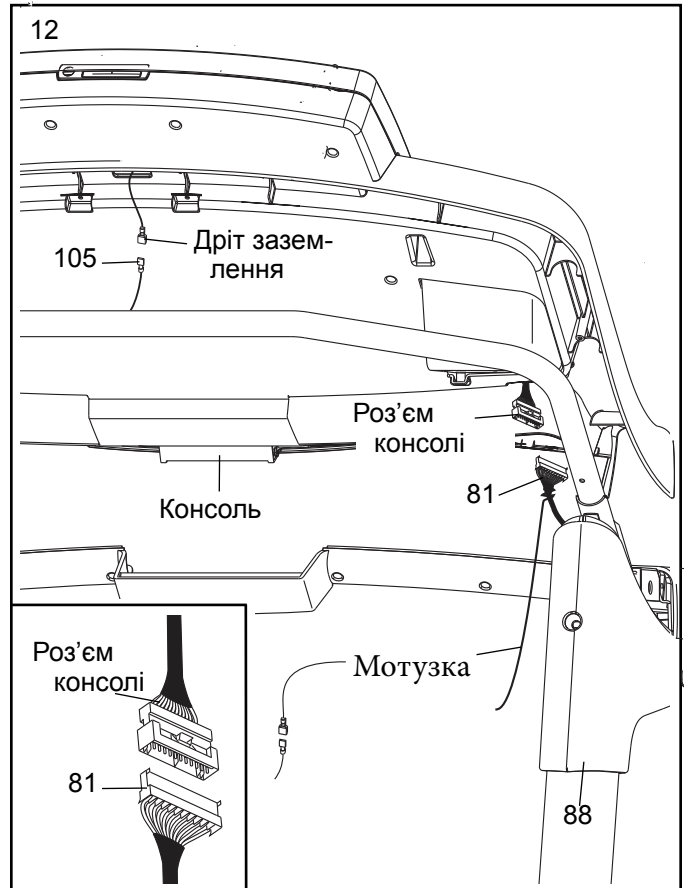 12
Дріт зазем-
лення
105
Роз’єм
консолі
81
Консоль
Роз’єм
консолі
Мотузка
81
88